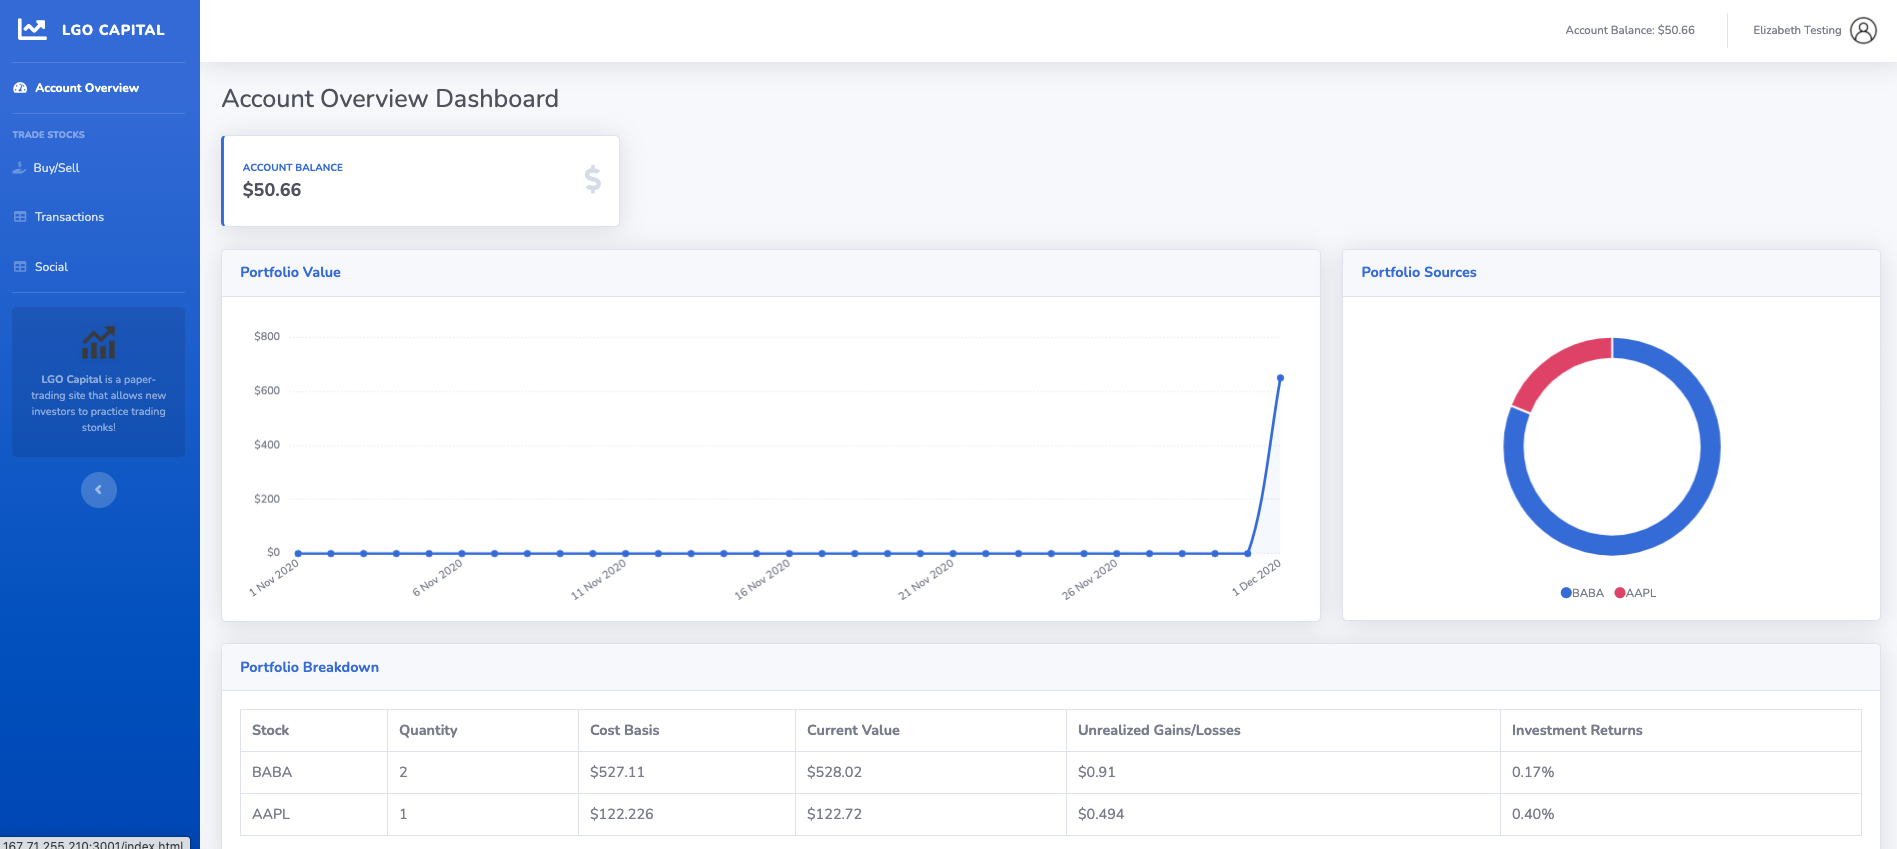 LGO CAPITAL
Account Balance: $50.66
Elizabeth Testing
Account Overview
TRADE STOCKS
Buy/Sell
Transactions
Social
LGO Capital is a paper-
trading site that allows new
investors to practice trading
stonks!
Account Overview Dashboard
ACCOUNT BALANCE
$50.66
$
Portfolio Value
$800
$600
$400
$200
$0
1 Nov 2020
6 Nov 2020
11 Nov 2020
16 Nov 2020
21 Nov 2020
26 Nov 2020
1 Dec 2020
Portfolio Sources
BABA AAPL
Portfolio Breakdown
Stock Quantity Cost Basis Current Value Unrealized Gains/Losses Investment Returns
BABA 2 $527.11 $528.02 $0.91 0.17%
AAPL 1 $122.226 $122.72 $0.494 0.40%
167.71.255.210:3001/index.html